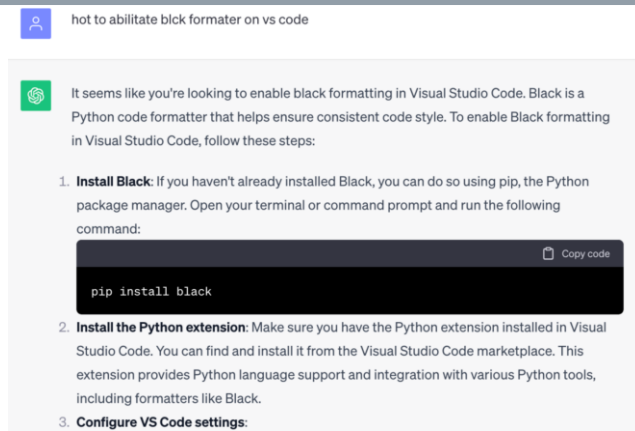 hot to abilitate blck formater on vs code
It seems like you're looking to enable black formatting in Visual Studio Code. Black is a
Python code formatter that helps ensure consistent code style. To enable Black formatting
in Visual Studio Code, follow these steps:
1. Install Black: If you haven't already installed Black, you can do so using pip, the Python
package manager. Open your terminal or command prompt and run the following
command:
Copy code
pip install black
2. Install the Python extension: Make sure you have the Python extension installed in Visual
Studio Code. You can find and install it from the Visual Studio Code marketplace. This
extension provides Python language support and integration with various Python tools,
including formatters like Black.
3. Configure VS Code settings: